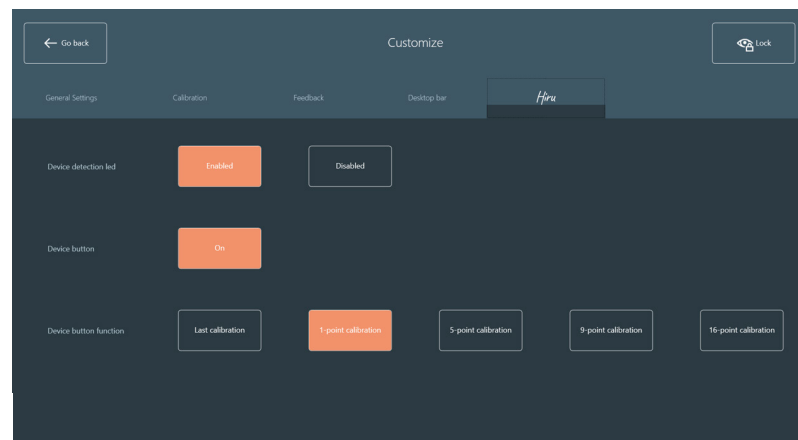 Go back
Customize
Lock
General Settings
Calibration
Feedback
Desktop bar
Hiru
Device detection led
Enabled
Disabled
Device button
On
Device button function
Last calibration
1-point calibration
5-point calibration
9-point calibration
16-point calibration